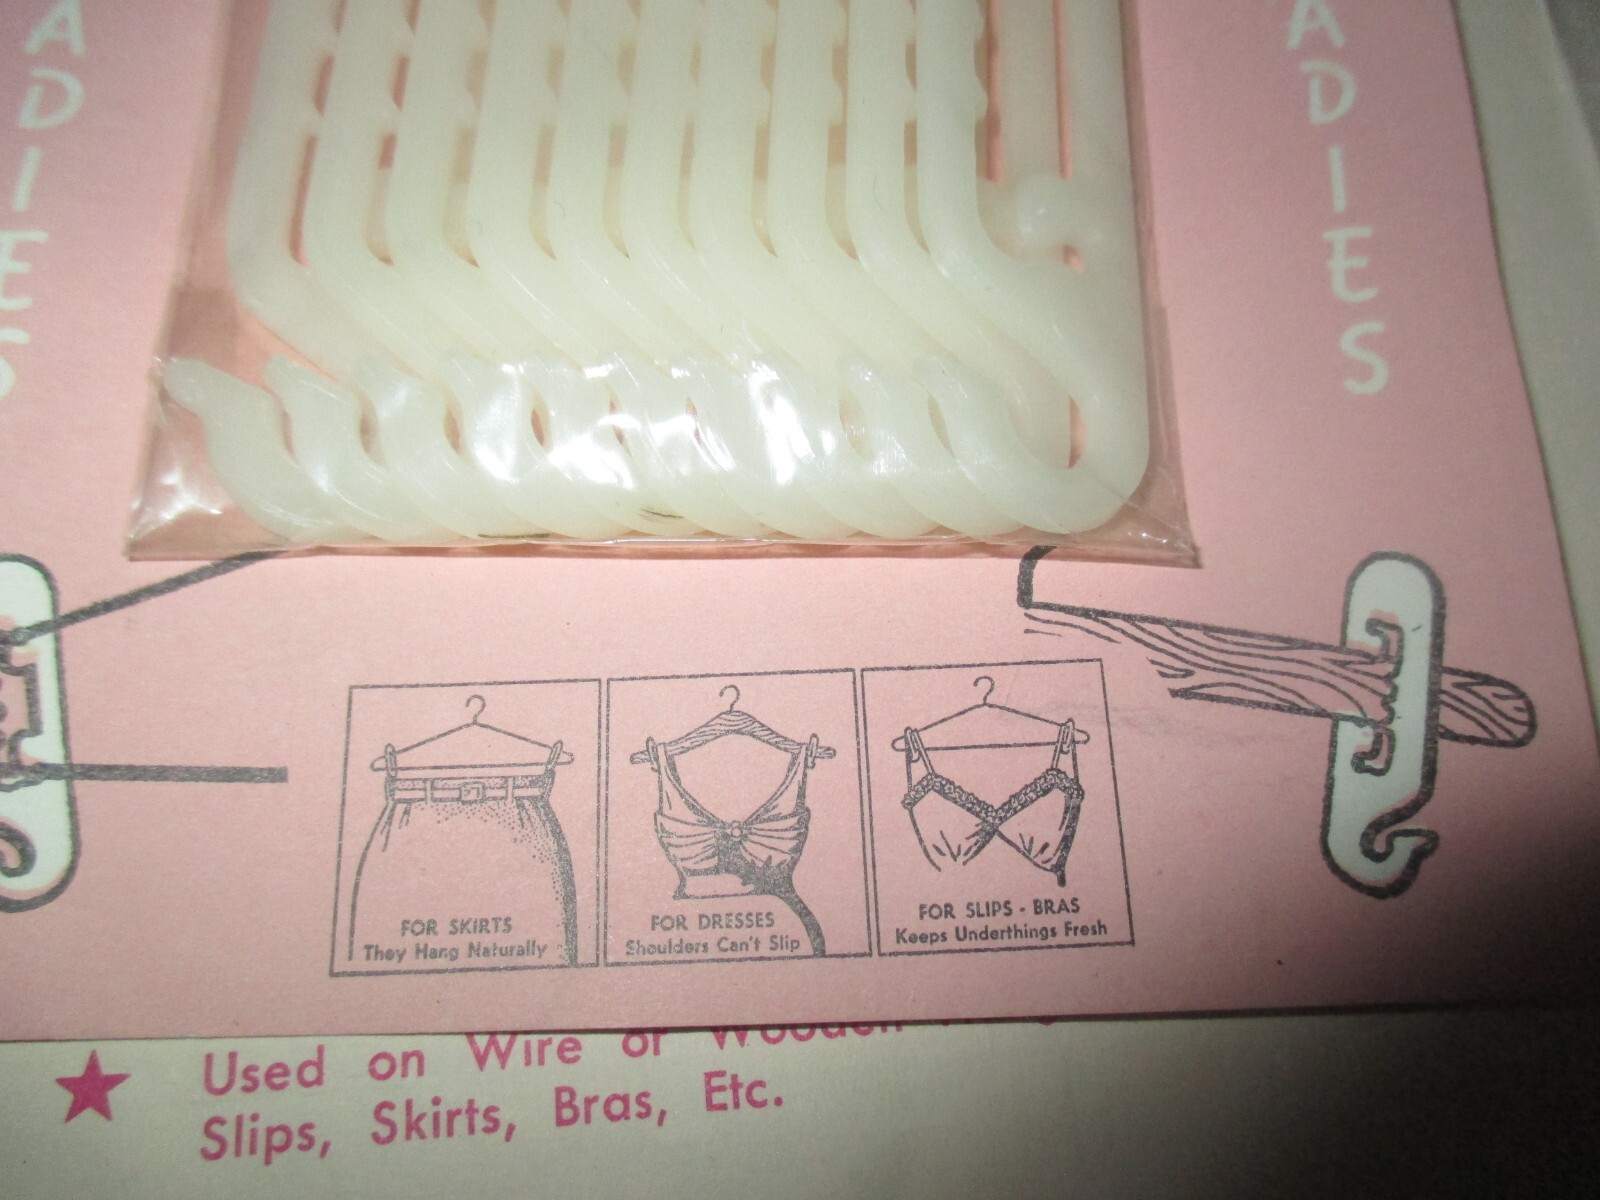 ADIES
ADIES
FOR SKIRTS
They Hang Naturally
FOR DRESSES
Shoulders Can't Slip
FOR SLIPS - BRAS
Keeps Underthings Fresh
Used on Wire or Wooden
Slips, Skirts, Bras, Etc.